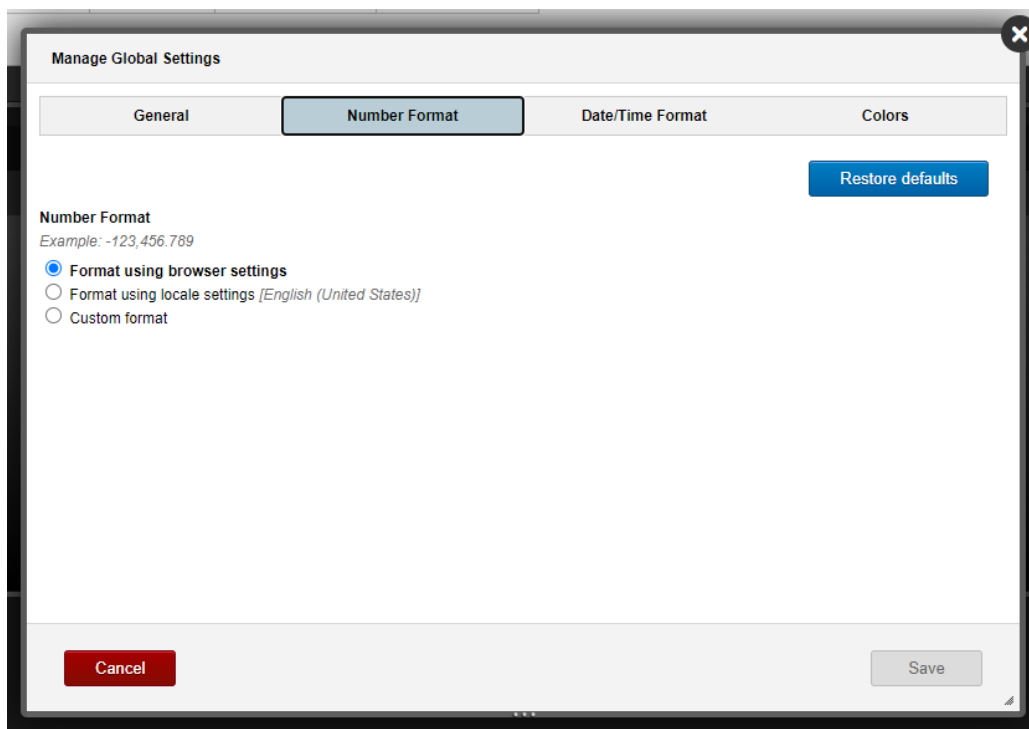 Manage Global Settings
General Number Format Date/Time Format Colors
Restore defaults
Number Format
Example: -123,456.789
Format using browser settings
Format using locale settings [English (United States)]
Custom format
Cancel Save